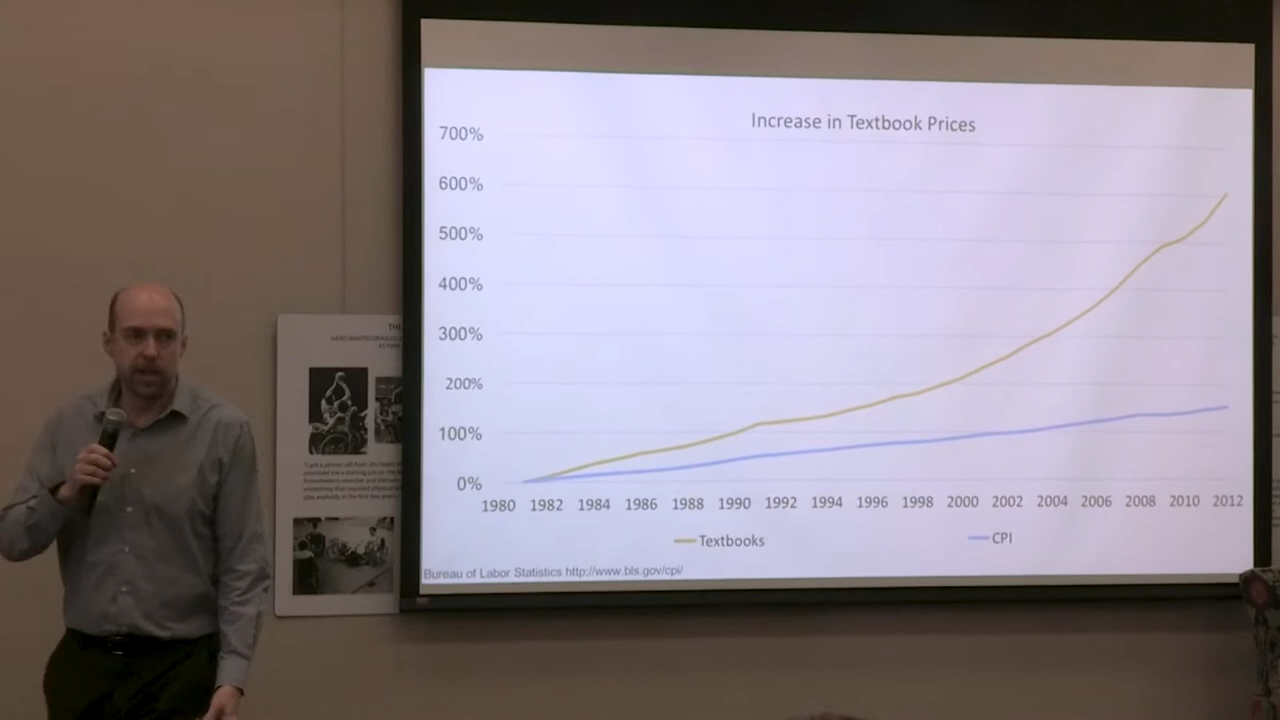 Increase in Textbook Prices
700%
600%
500%
400%
300%
200%
100%
0%
1980 1982 1984 1986 1988 1990 1992 1994 1996 1998 2000 2002 2004 2006 2008 2010 2012
Textbooks CPI
Bureau of Labor Statistics http://www.bls.gov/cpi/